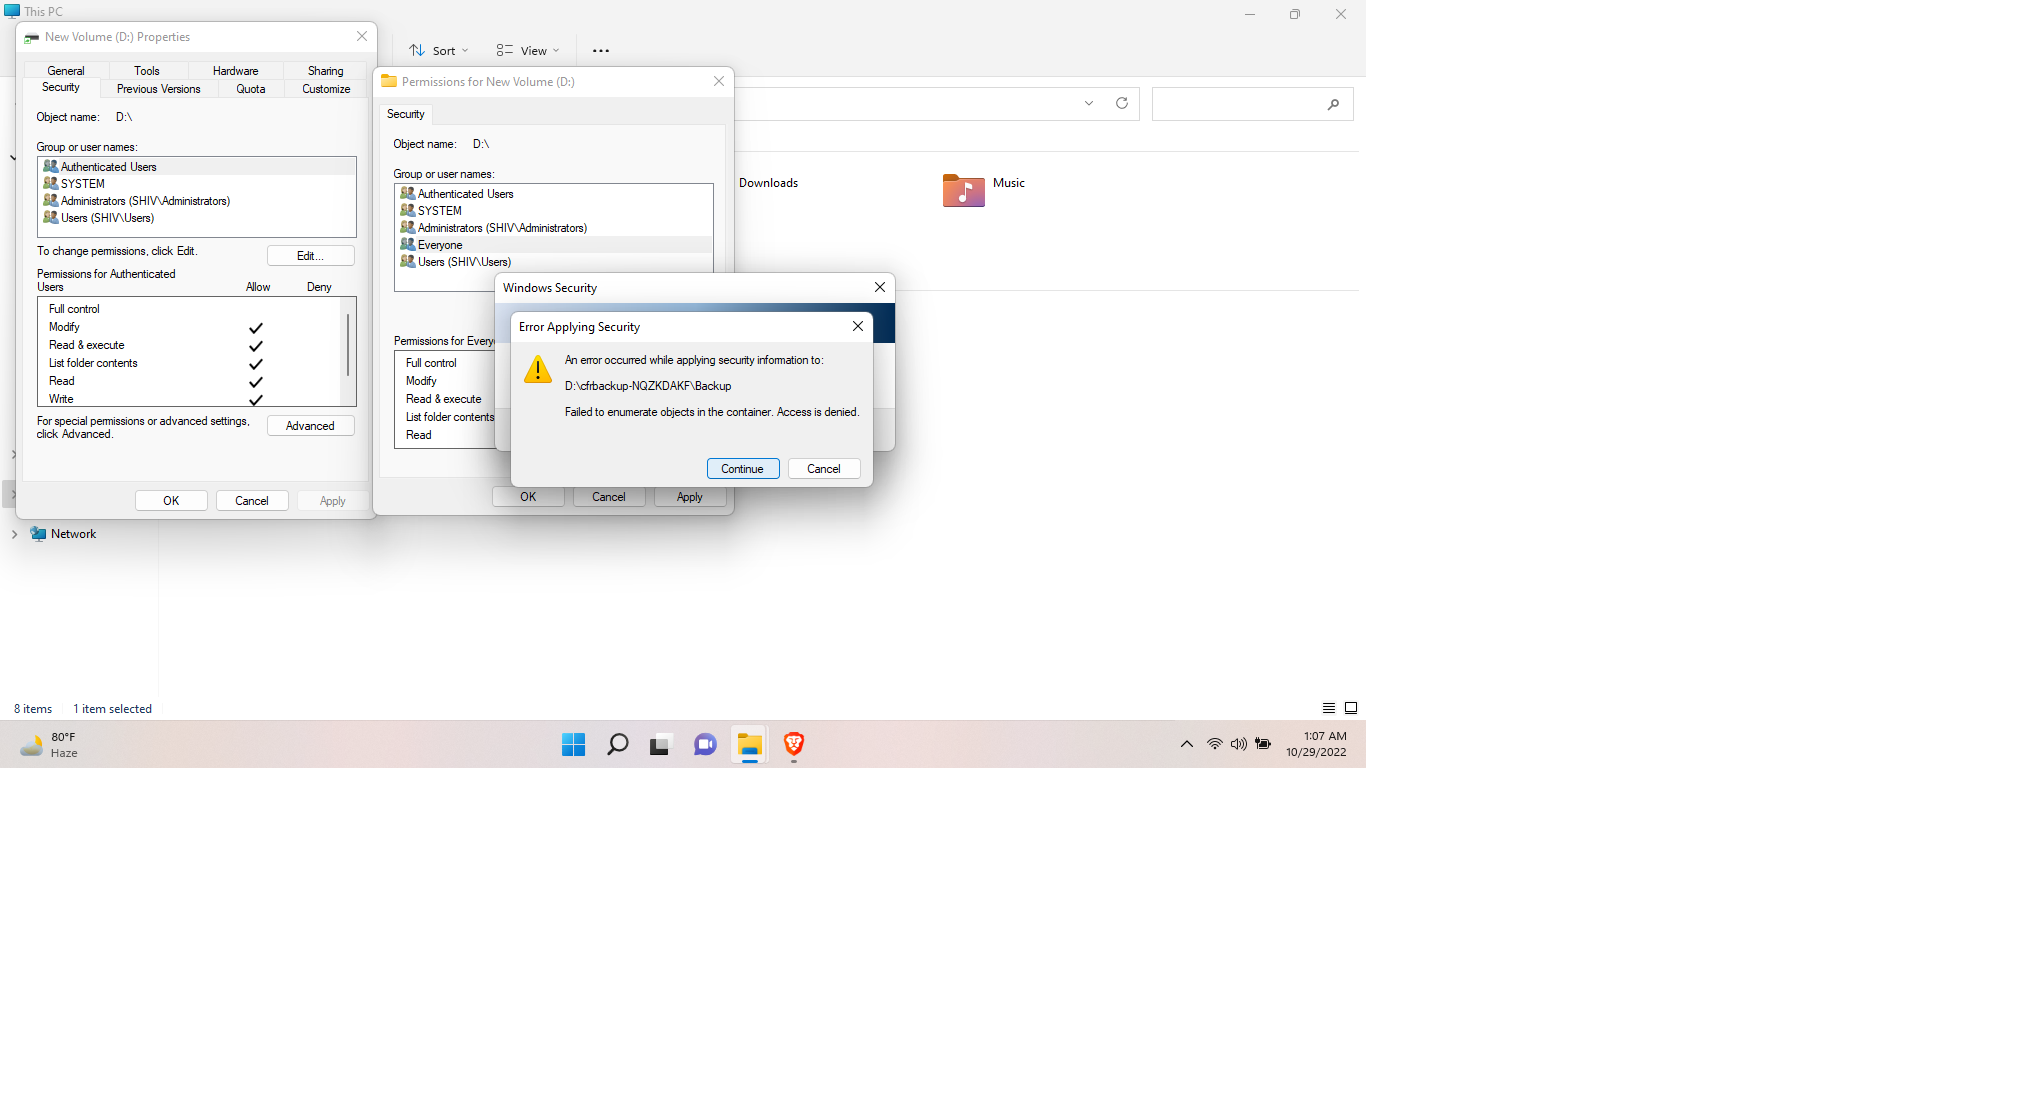 This PC
New Volume (D:) Properties
General Tools Hardware Sharing
Security Previous Versions Quota Customize
Object name: D:\
Group or user names:
Authenticated Users
SYSTEM
Administrators (SHIV\Administrators)
Users (SHIV\Users)
To change permissions, click Edit.
Edit...
Permissions for Authenticated
Users Allow Deny
Full control
Modify
Read & execute
List folder contents
Read
Write
For special permissions or advanced settings,
click Advanced.
Advanced
OK Cancel Apply
Sort View
Permissions for New Volume (D:)
Security
Object name: D:\
Group or user names:
Authenticated Users
SYSTEM
Administrators (SHIV\Administrators)
Everyone
Users (SHIV\Users)
Permissions for Every
Full control
Modify
Read & execute
List folder contents
Read
OK Cancel Apply
Windows Security
Error Applying Security
An error occurred while applying security information to:
D:\cfrbackup-NQZKDAKF\Backup
Failed to enumerate objects in the container. Access is denied.
Continue Cancel
Downloads
Music
Network
8 items 1 item selected
80°F
Haze
1:07 AM
10/29/2022